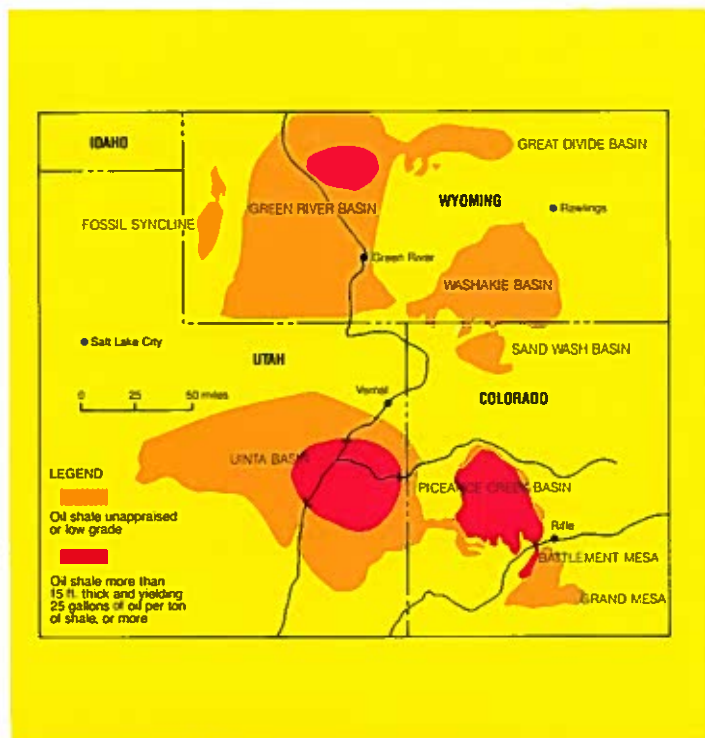 IDAHO
GREAT DIVIDE BASIN
WYOMING
GREEN RIVER BASIN
Rawlings
FOSSIL SYNCLINE
Green River
WASHAKIE BASIN
Salt Lake City
SAND WASH BASIN
UTAH
0 25 50 miles
Vernal
COLORADO
UINTA BASIN
PICEANCE CREEK BASIN
LEGEND
Oil shale unappraised
or low grade
Rifle
BATTLEMENT MESA
Oil shale more than
15 ft. thick and yielding
25 gallons of oil per ton
of shale, or more
GRAND MESA